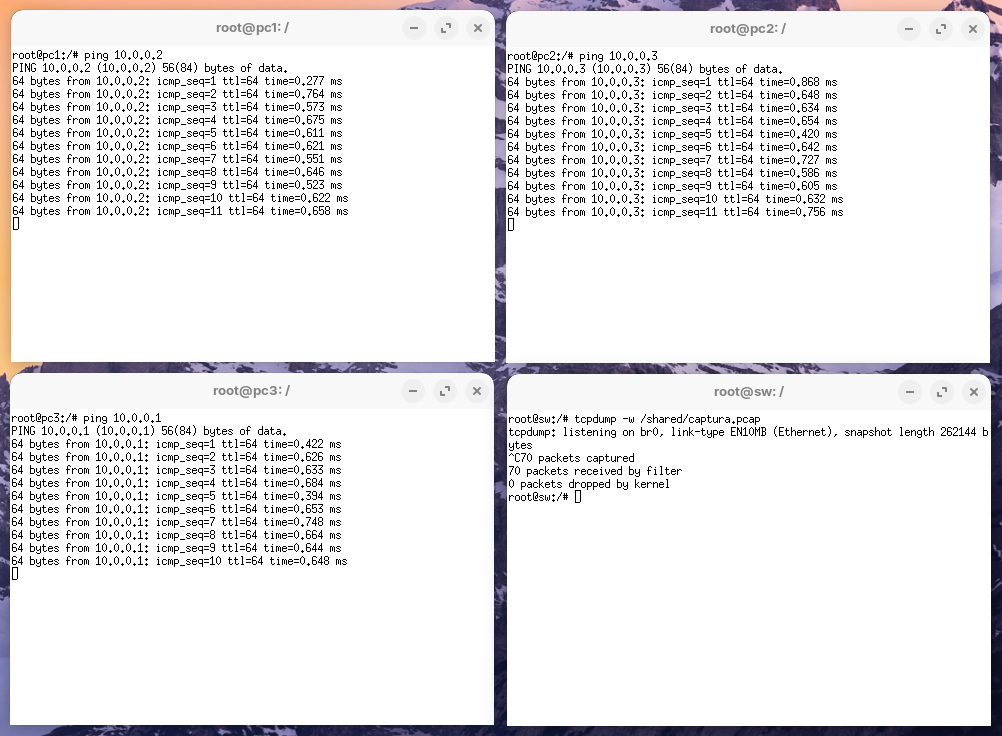 root@pc1: /
root@pc1:/# ping 10.0.0.2
PING 10.0.0.2 (10.0.0.2) 56(84) bytes of data.
64 bytes from 10.0.0.2: icmp_seq=1 ttl=64 time=0.277 ms
64 bytes from 10.0.0.2: icmp_seq=2 ttl=64 time=0.764 ms
64 bytes from 10.0.0.2: icmp_seq=3 ttl=64 time=0.573 ms
64 bytes from 10.0.0.2: icmp_seq=4 ttl=64 time=0.675 ms
64 bytes from 10.0.0.2: icmp_seq=5 ttl=64 time=0.611 ms
64 bytes from 10.0.0.2: icmp_seq=6 ttl=64 time=0.621 ms
64 bytes from 10.0.0.2: icmp_seq=7 ttl=64 time=0.551 ms
64 bytes from 10.0.0.2: icmp_seq=8 ttl=64 time=0.646 ms
64 bytes from 10.0.0.2: icmp_seq=9 ttl=64 time=0.523 ms
64 bytes from 10.0.0.2: icmp_seq=10 ttl=64 time=0.622 ms
64 bytes from 10.0.0.2: icmp_seq=11 ttl=64 time=0.658 ms
root@pc2: /
root@pc2:/# ping 10.0.0.3
PING 10.0.0.3 (10.0.0.3) 56(84) bytes of data.
64 bytes from 10.0.0.3: icmp_seq=1 ttl=64 time=0.868 ms
64 bytes from 10.0.0.3: icmp_seq=2 ttl=64 time=0.648 ms
64 bytes from 10.0.0.3: icmp_seq=3 ttl=64 time=0.634 ms
64 bytes from 10.0.0.3: icmp_seq=4 ttl=64 time=0.654 ms
64 bytes from 10.0.0.3: icmp_seq=5 ttl=64 time=0.420 ms
64 bytes from 10.0.0.3: icmp_seq=6 ttl=64 time=0.642 ms
64 bytes from 10.0.0.3: icmp_seq=7 ttl=64 time=0.727 ms
64 bytes from 10.0.0.3: icmp_seq=8 ttl=64 time=0.586 ms
64 bytes from 10.0.0.3: icmp_seq=9 ttl=64 time=0.605 ms
64 bytes from 10.0.0.3: icmp_seq=10 ttl=64 time=0.632 ms
64 bytes from 10.0.0.3: icmp_seq=11 ttl=64 time=0.756 ms
root@pc3: /
root@pc3:/# ping 10.0.0.1
PING 10.0.0.1 (10.0.0.1) 56(84) bytes of data.
64 bytes from 10.0.0.1: icmp_seq=1 ttl=64 time=0.422 ms
64 bytes from 10.0.0.1: icmp_seq=2 ttl=64 time=0.626 ms
64 bytes from 10.0.0.1: icmp_seq=3 ttl=64 time=0.633 ms
64 bytes from 10.0.0.1: icmp_seq=4 ttl=64 time=0.684 ms
64 bytes from 10.0.0.1: icmp_seq=5 ttl=64 time=0.394 ms
64 bytes from 10.0.0.1: icmp_seq=6 ttl=64 time=0.653 ms
64 bytes from 10.0.0.1: icmp_seq=7 ttl=64 time=0.748 ms
64 bytes from 10.0.0.1: icmp_seq=8 ttl=64 time=0.664 ms
64 bytes from 10.0.0.1: icmp_seq=9 ttl=64 time=0.644 ms
64 bytes from 10.0.0.1: icmp_seq=10 ttl=64 time=0.648 ms
root@sw: /
root@sw:/# tcpdump -w /shared/captura.pcap
tcpdump: listening on br0, link-type EN10MB (Ethernet), snapshot length 262144 b
ytes
^C70 packets captured
70 packets received by filter
0 packets dropped by kernel
root@sw:/#